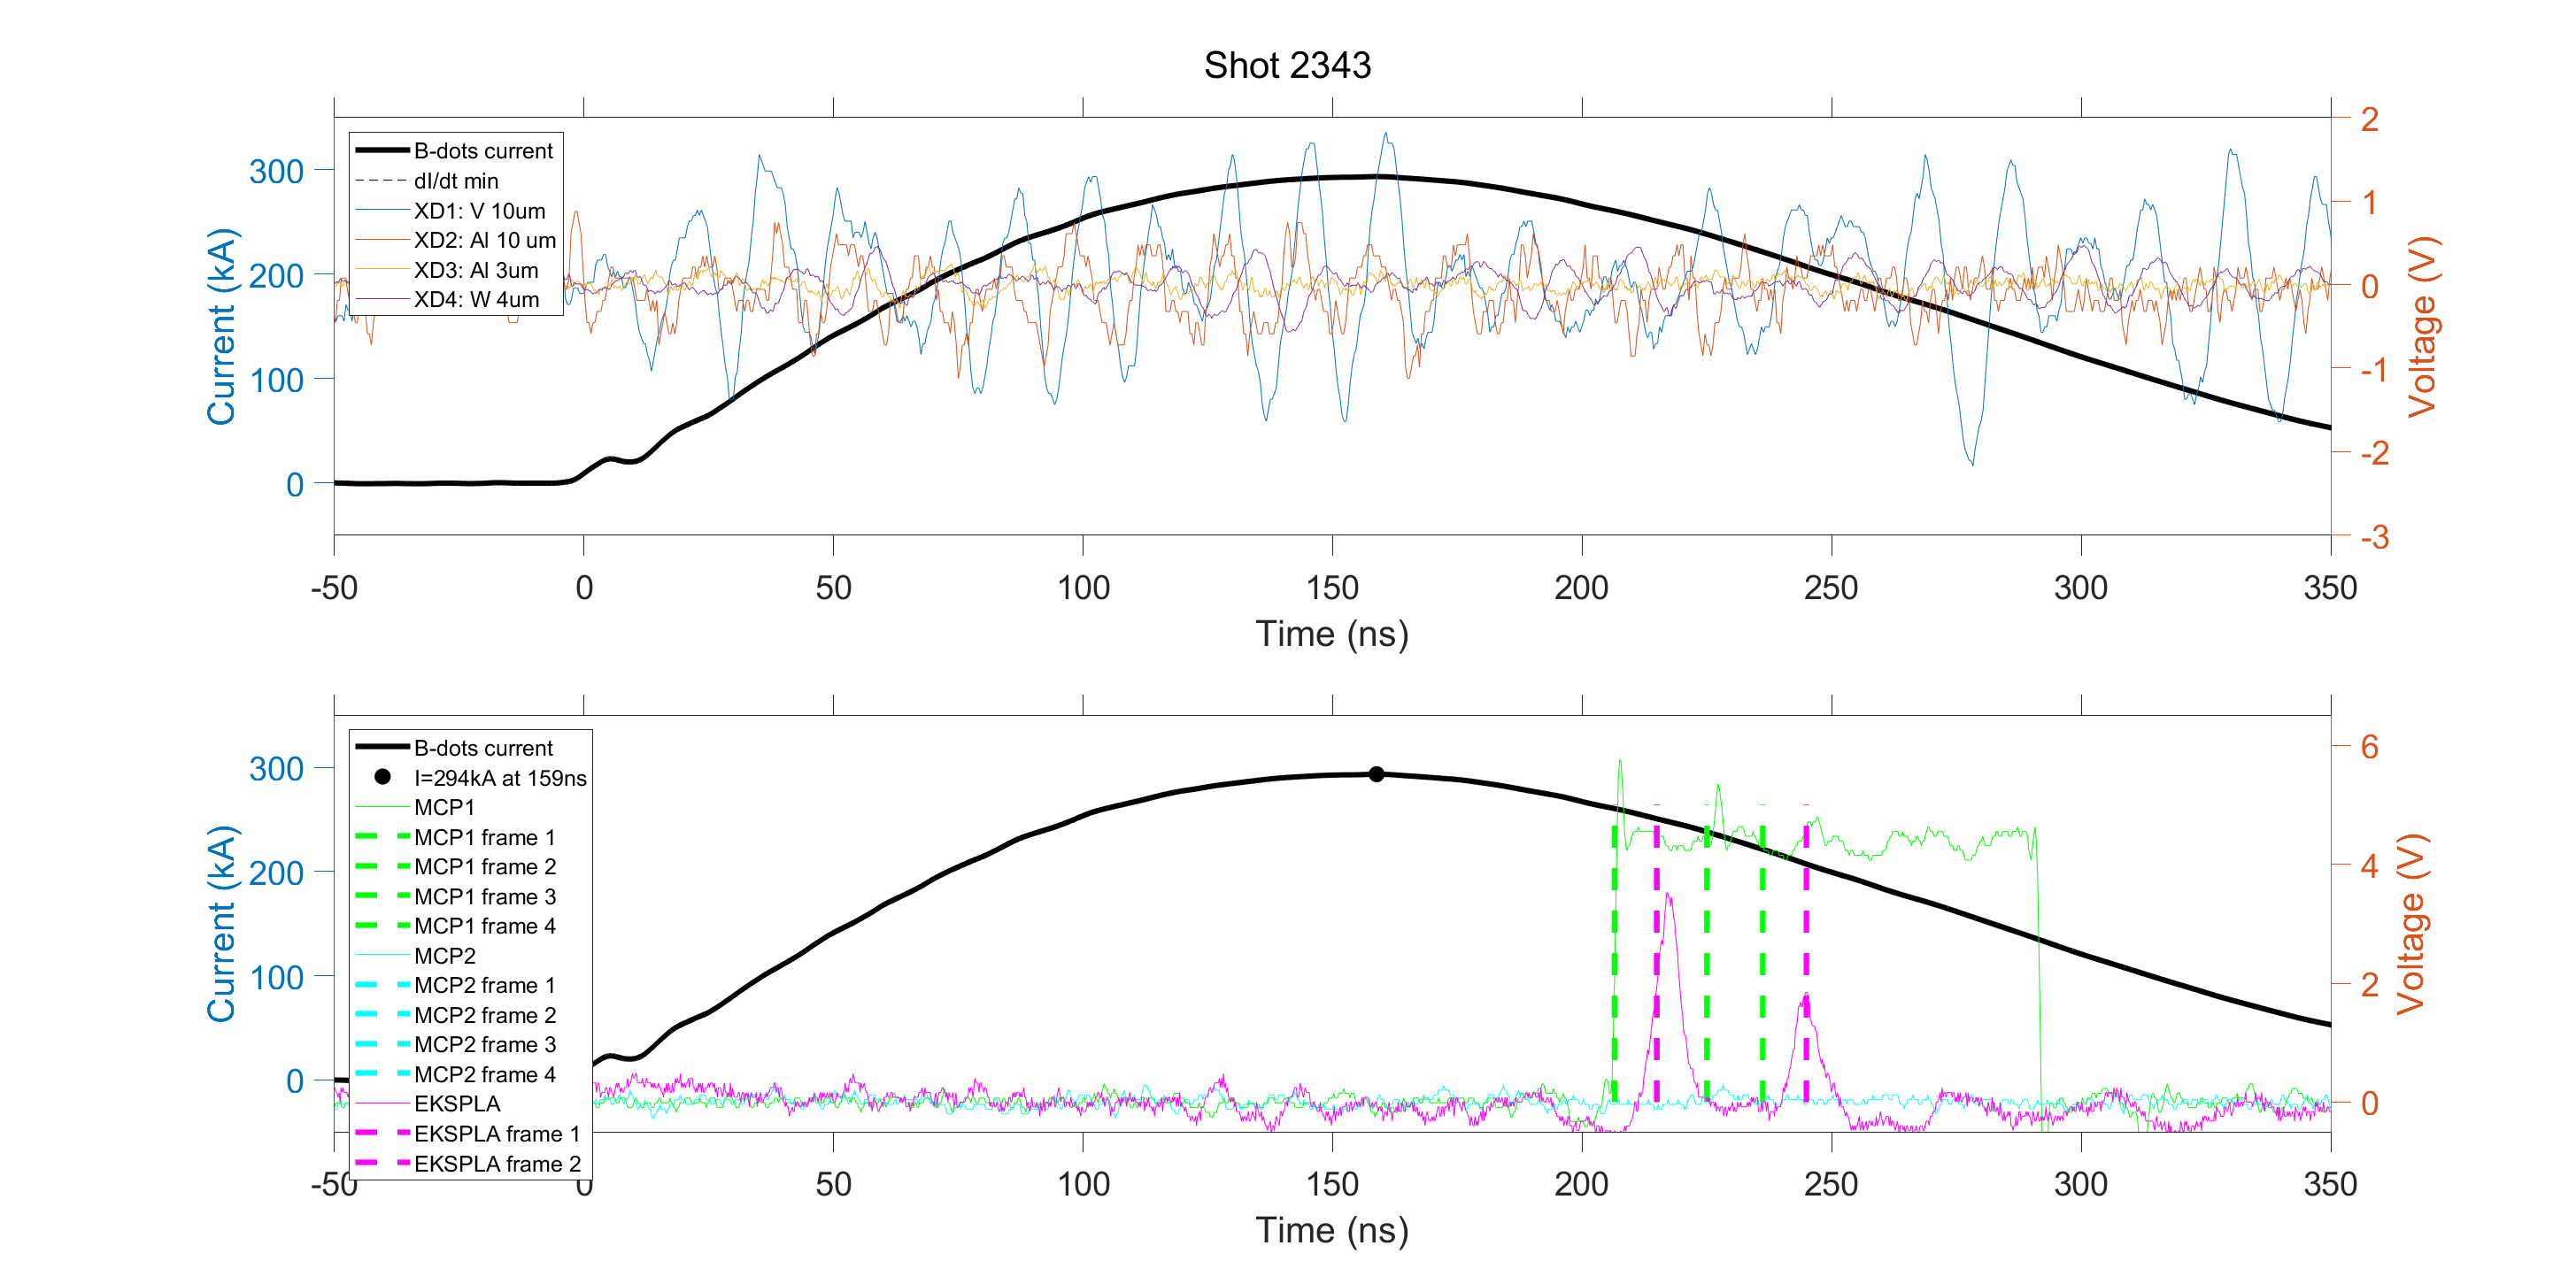 Shot 2343
B-dots current
dI/dt min
XD1: V 10um
XD2: Al 10 um
XD3: Al 3um
XD4: W 4um
300
200
100
0
Current (kA)
2
1
0
-1
-2
-3
Voltage (V)
-50 0 50 100 150 200 250 300 350
Time (ns)
B-dots current
I=294kA at 159ns
MCP1
MCP1 frame 1
MCP1 frame 2
MCP1 frame 3
MCP1 frame 4
MCP2
MCP2 frame 1
MCP2 frame 2
MCP2 frame 3
MCP2 frame 4
EKSPLA
EKSPLA frame 1
EKSPLA frame 2
300
200
100
0
Current (kA)
6
4
2
0
Voltage (V)
-50 0 50 100 150 200 250 300 350
Time (ns)